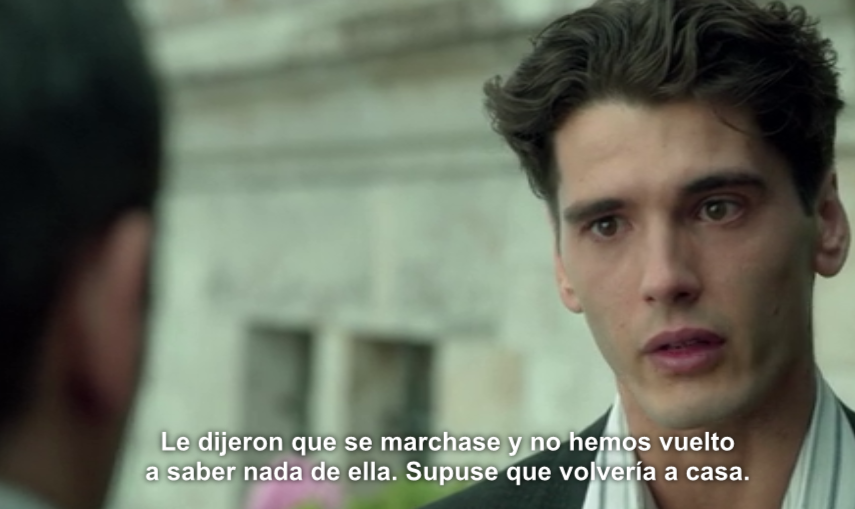 Le dijeron que se marchase y no hemos vuelto
a saber nada de ella. Supuse que volvería a casa.